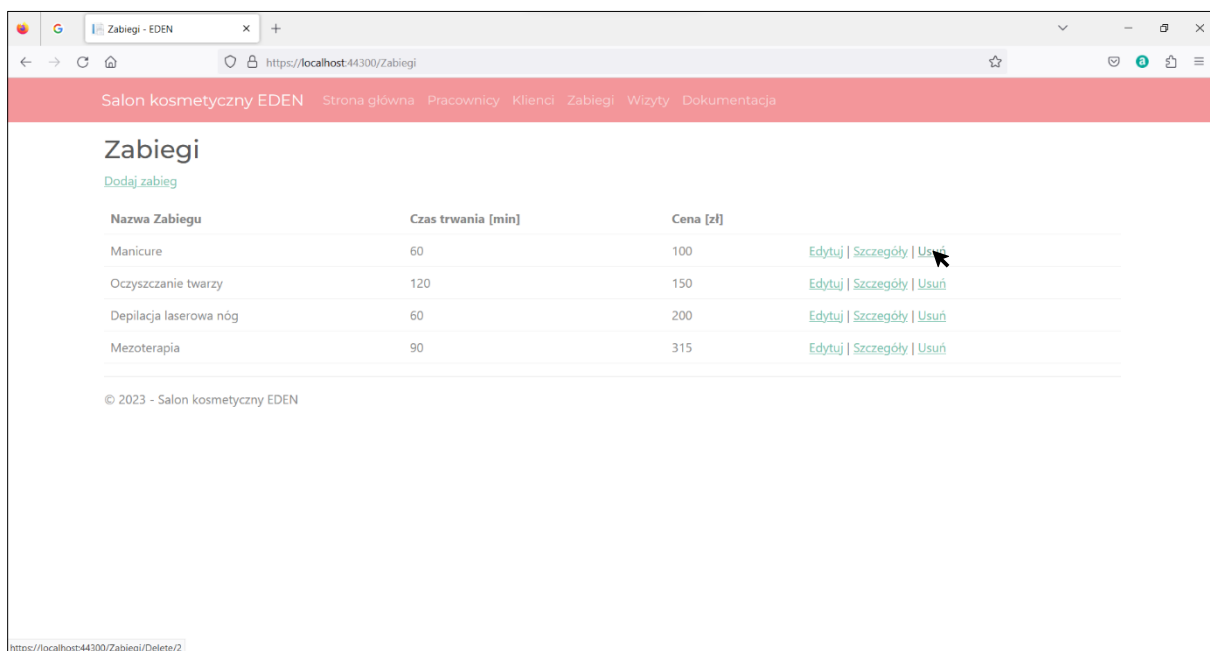 G
Zabiegi - EDEN
https://localhost:44300/Zabiegi
a
Salon kosmetyczny EDEN Strona główna Pracownicy Klienci Zabiegi Wizyty Dokumentacja
Zabiegi
Dodaj zabieg
Nazwa Zabiegu Czas trwania [min] Cena [zł]
Manicure 60 100 Edytuj | Szczegóły | Usuń
Oczyszczanie twarzy 120 150 Edytuj | Szczegóły | Usuń
Depilacja laserowa nóg 60 200 Edytuj | Szczegóły | Usuń
Mezoterapia 90 315 Edytuj | Szczegóły | Usuń
© 2023 - Salon kosmetyczny EDEN
https://localhost:44300/Zabiegi/Delete/2